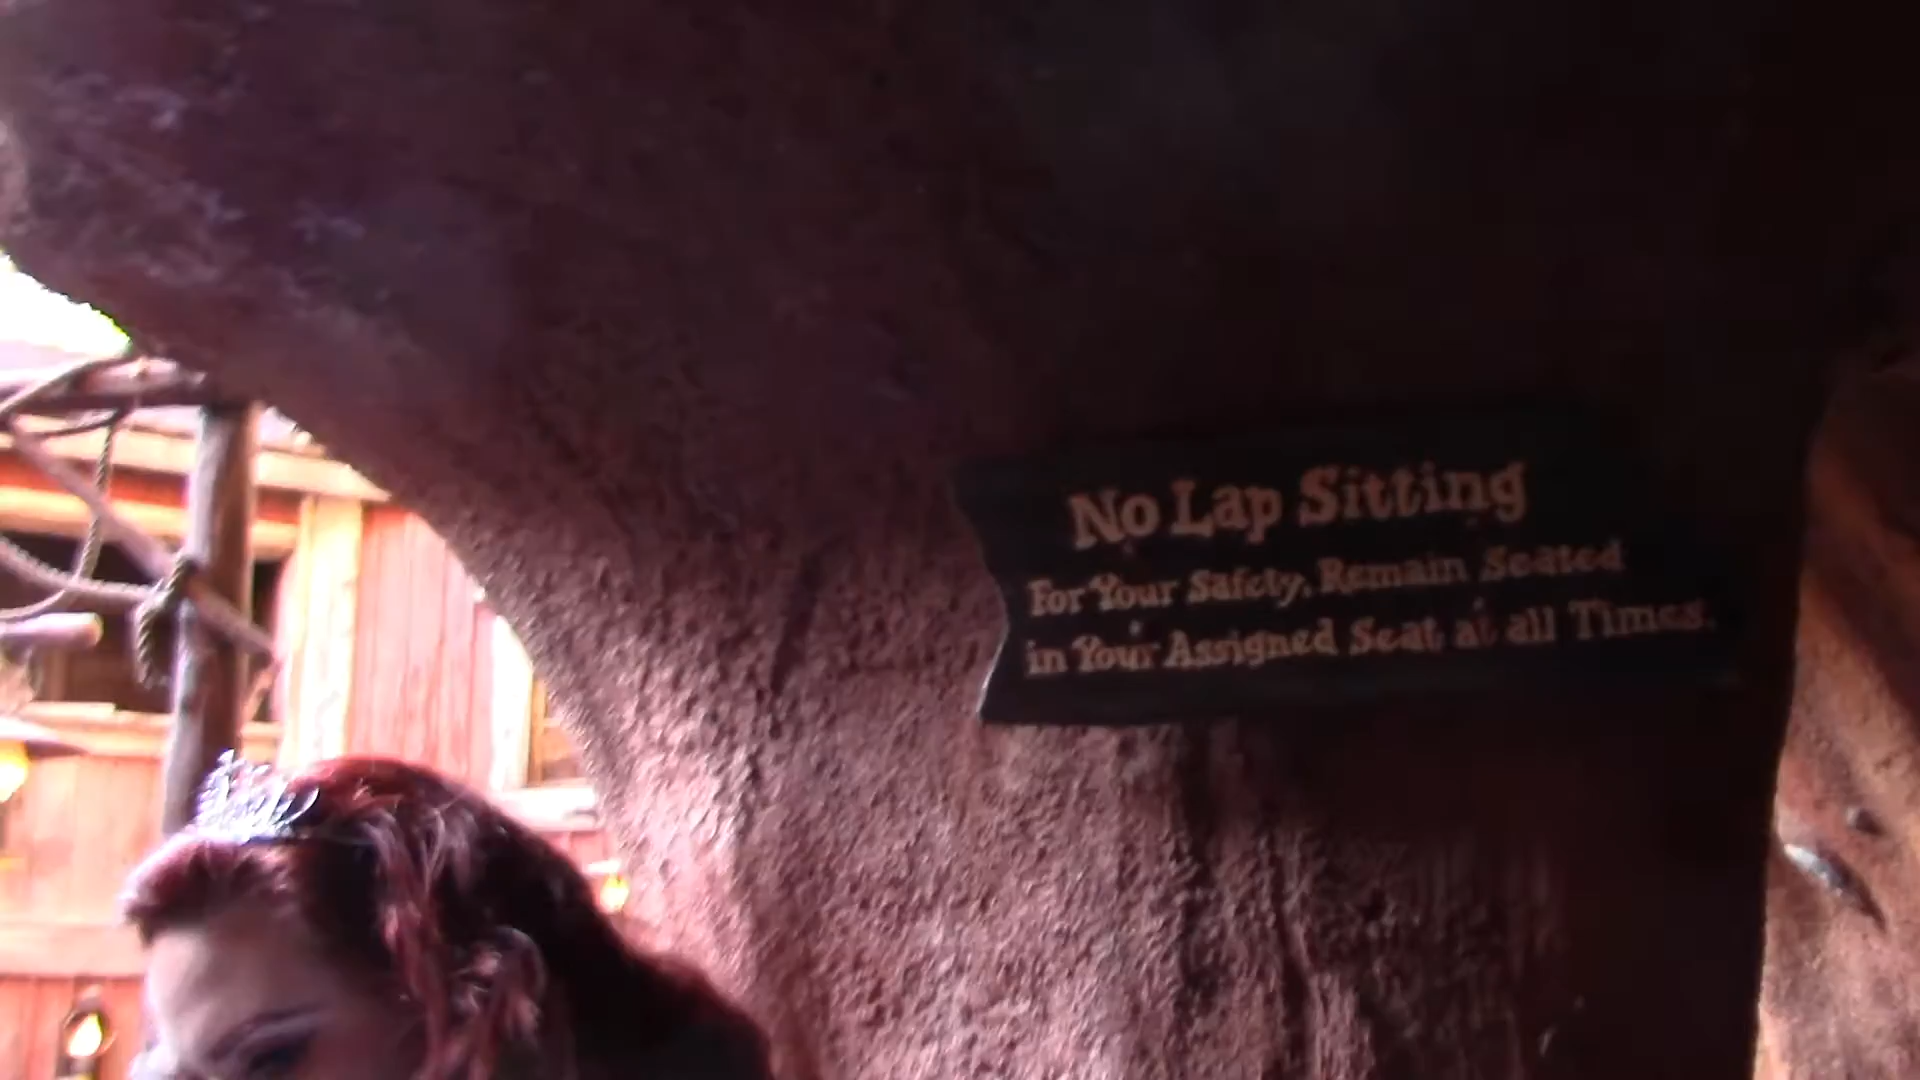 No Lap Sitting
For Your Safety, Remain Seated
in Your Assigned Seat at all Times.